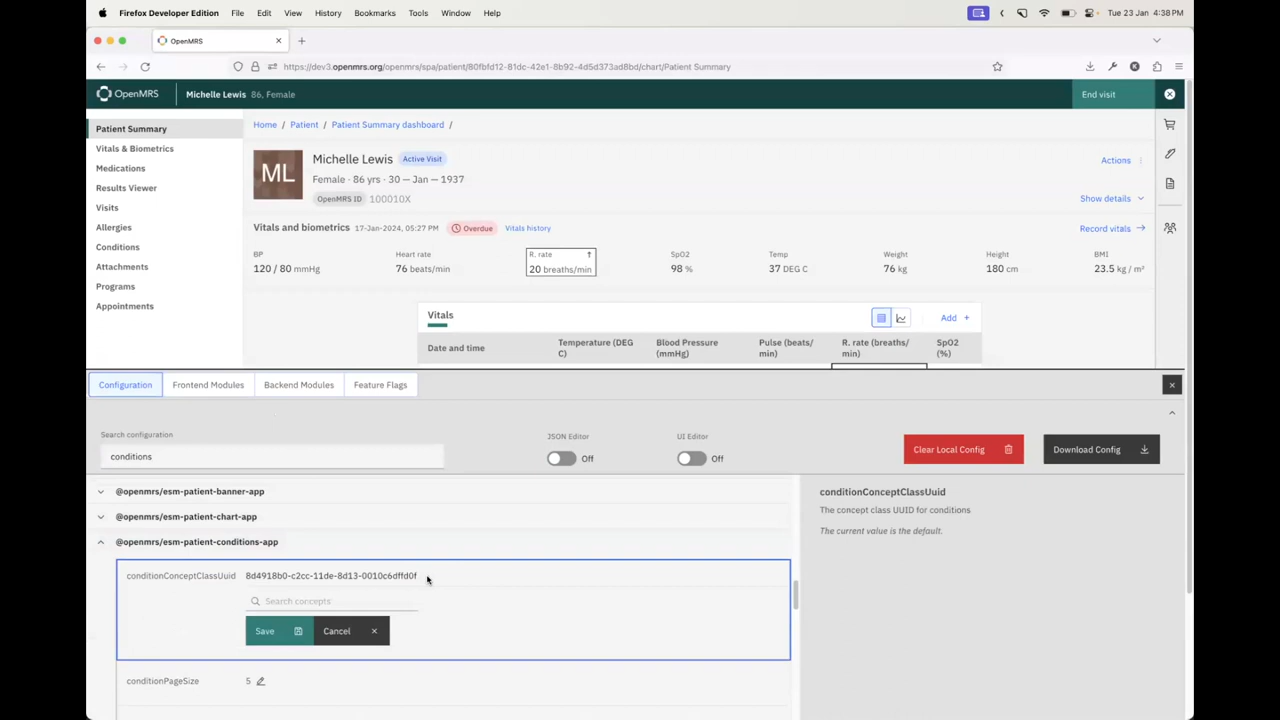 Firefox Developer Edition File Edit View History Bookmarks Tools Window Help Tue 23 Jan 4:38 PM
OpenMRS
https://dev3.openmrs.org/openmrs/spa/patient/80fbfd12-81dc-42e1-8b92-4d5d373ad8bd/chart/Patient Summary
OpenMRS Michelle Lewis 86, Female End visit
Patient Summary
Vitals & Biometrics
Medications
Results Viewer
Visits
Allergies
Conditions
Attachments
Programs
Appointments
Home / Patient / Patient Summary dashboard /
ML
Michelle Lewis Active Visit
Actions
Female · 86 yrs · 30 — Jan — 1937
OpenMRS ID 100010X
Show details
Vitals and biometrics 17-Jan-2024, 05:27 PM Overdue Vitals history Record vitals
BP Heart rate R. rate ↑ SpO2 Temp Weight Height BMI
120 / 80 mmHg 76 beats/min 20 breaths/min 98 % 37 DEG C 76 kg 180 cm 23.5 kg / m²
Vitals Add +
Date and time
Temperature (DEG
C)
Blood Pressure
(mmHg)
Pulse (beats/
min)
R. rate (breaths/
min)
SpO2
(%)
Configuration Frontend Modules Backend Modules Feature Flags
Search configuration
conditions
JSON Editor
Off
UI Editor
Off
Clear Local Config
Download Config
@openmrs/esm-patient-banner-app
@openmrs/esm-patient-chart-app
@openmrs/esm-patient-conditions-app
conditionConceptClassUuid 8d4918b0-c2cc-11de-8d13-0010c6dffd0f
Search concepts
Save Cancel
conditionPageSize 5
conditionConceptClassUuid
The concept class UUID for conditions
The current value is the default.